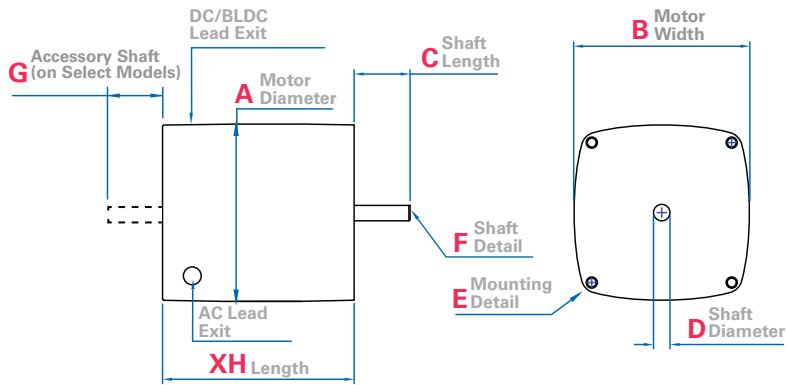 DC/BLDC
Lead Exit
G Accessory Shaft
(on Select Models)
A Motor
Diameter
C Shaft
Length
B Motor
Width
F Shaft
Detail
E Mounting
Detail
D Shaft
Diameter
AC Lead
Exit
XH Length